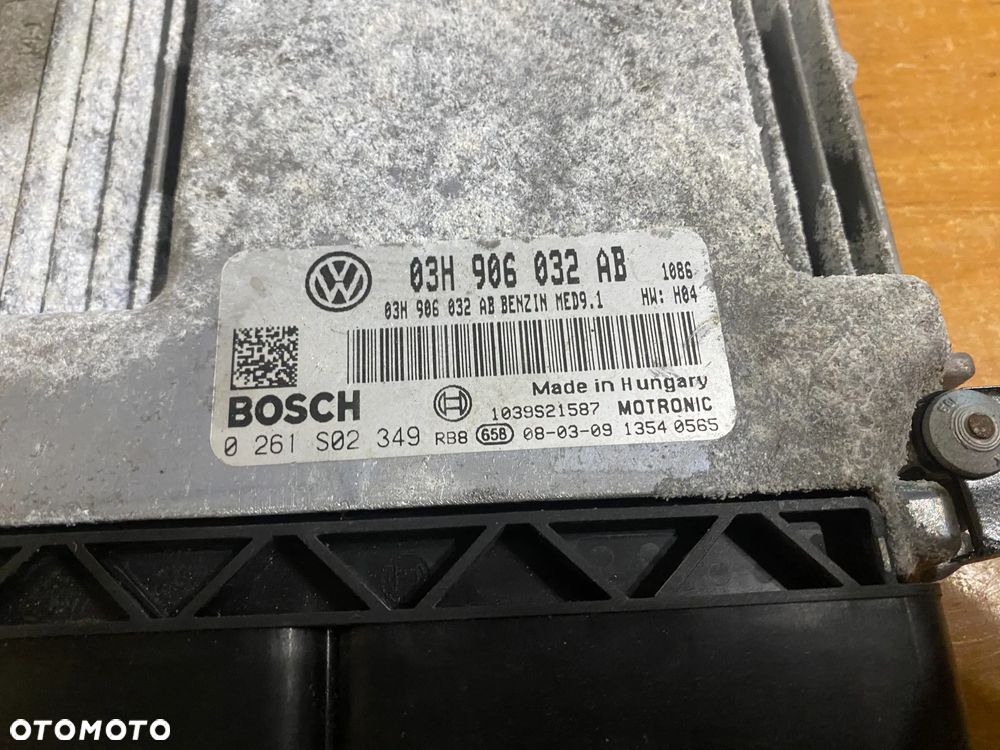 03H 906 032 AB 1086
03H 906 032 AB BENZIN MED9.1 HW: H04
Made in Hungary
BOSCH 1039S21587 MOTRONIC
0 261 S02 349 RB8 65B 08-03-09 1354 0565
OTOMOTO